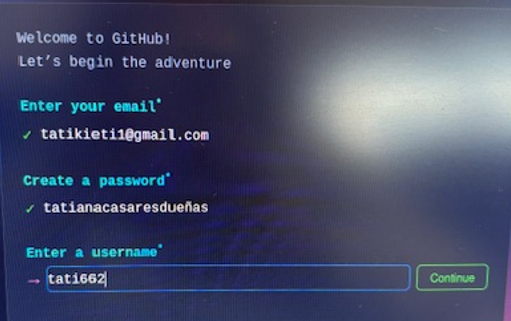 Welcome to GitHub!
Let's begin the adventure
Enter your email*
✓ tatikieti1@gmail.com
Create a password*
✓ tatianacasaresdueñas
Enter a username*
→ tati662 Continue